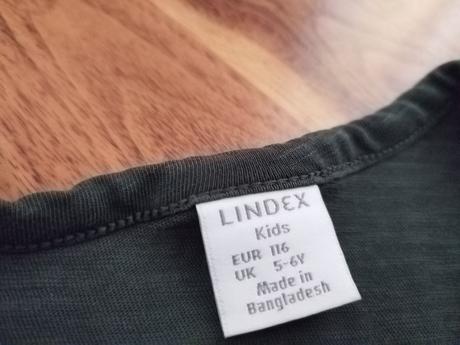 LINDEX
Kids
EUR 116
UK 5-6Y
Made in
Bangladesh